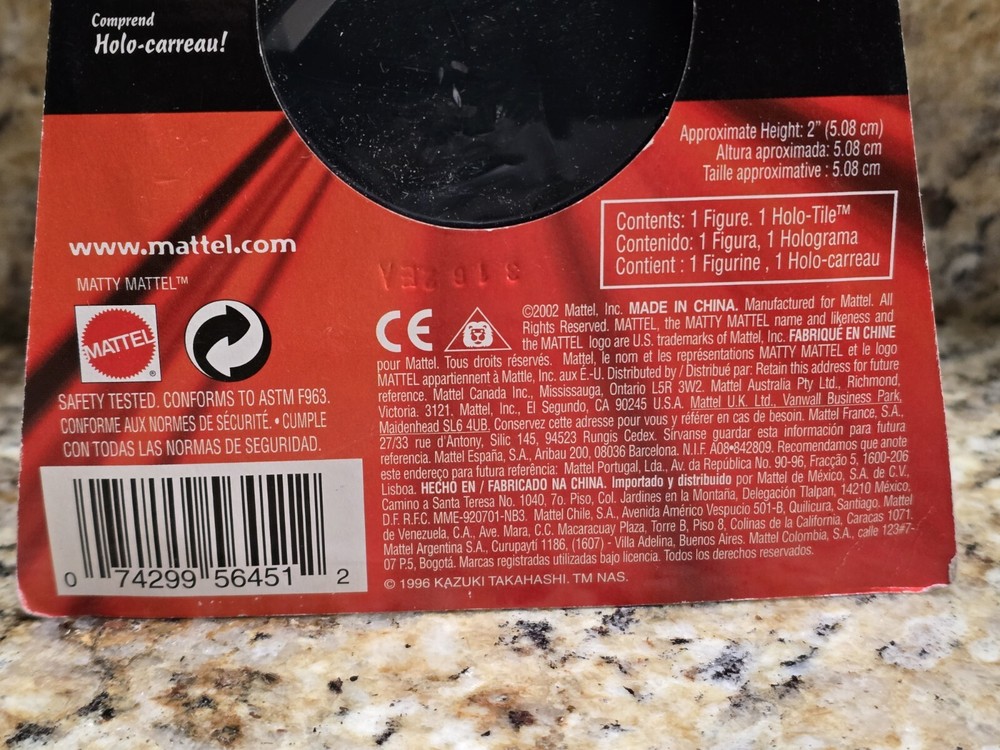 Comprend
Holo-carreau!
Approximate Height: 2" (5.08 cm)
Altura aproximada: 5.08 cm
Taille approximative : 5.08 cm
Contents: 1 Figure. 1 Holo-Tile™
Contenido: 1 Figura, 1 Holograma
Contient : 1 Figurine , 1 Holo-carreau
www.mattel.com
MATTY MATTEL™
MATTEL®
SAFETY TESTED. CONFORMS TO ASTM F963.
CONFORME AUX NORMES DE SÉCURITÉ. • CUMPLE
CON TODAS LAS NORMAS DE SEGURIDAD.
0 74299 56451 2
CE
©2002 Mattel, Inc. MADE IN CHINA. Manufactured for Mattel. All
Rights Reserved. MATTEL, the MATTY MATTEL name and likeness and
the MATTEL logo are U.S. trademarks of Mattel, Inc. FABRIQUÉ EN CHINE
pour Mattel. Tous droits réservés. Mattel, le nom et les représentations MATTY MATTEL et le logo
MATTEL appartiennent à Mattle, Inc. aux É.-U. Distributed by / Distribué par: Retain this address for future
reference. Mattel Canada Inc., Mississauga, Ontario L5R 3W2. Mattel Australia Pty Ltd., Richmond,
Victoria. 3121. Mattel, Inc., El Segundo, CA 90245 U.S.A. Mattel U.K. Ltd., Vanwall Business Park,
Maidenhead SL6 4UB. Conservez cette adresse pour vous y référer en cas de besoin. Mattel France, S.A.,
27/33 rue d'Antony, Silic 145, 94523 Rungis Cedex. Sírvanse guardar esta información para futura
referencia. Mattel España, S.A., Aribau 200, 08036 Barcelona. N.I.F. A08•842809. Recomendamos que anote
este endereço para futura referência: Mattel Portugal, Lda., Av. da República No. 90-96, Fracção 5, 1600-206
Lisboa. HECHO EN / FABRICADO NA CHINA. Importado y distribuido por Mattel de México, S.A. de C.V.,
Camino a Santa Teresa No. 1040, 7o. Piso, Col. Jardines en la Montaña, Delegación Tlalpan, 14210 México,
D.F. R.F.C. MME-920701-NB3. Mattel Chile, S.A., Avenida Américo Vespucio 501-B, Quilicura, Santiago. Mattel
de Venezuela, C.A., Ave. Mara, C.C. Macaracuay Plaza, Torre B, Piso 8, Colinas de la California, Caracas 1071.
Mattel Argentina S.A., Curupaytí 1186, (1607) - Villa Adelina, Buenos Aires. Mattel Colombia, S.A., calle 123#7-
07 P.5, Bogotá. Marcas registradas utilizadas bajo licencia. Todos los derechos reservados.
© 1996 KAZUKI TAKAHASHI. TM NAS.